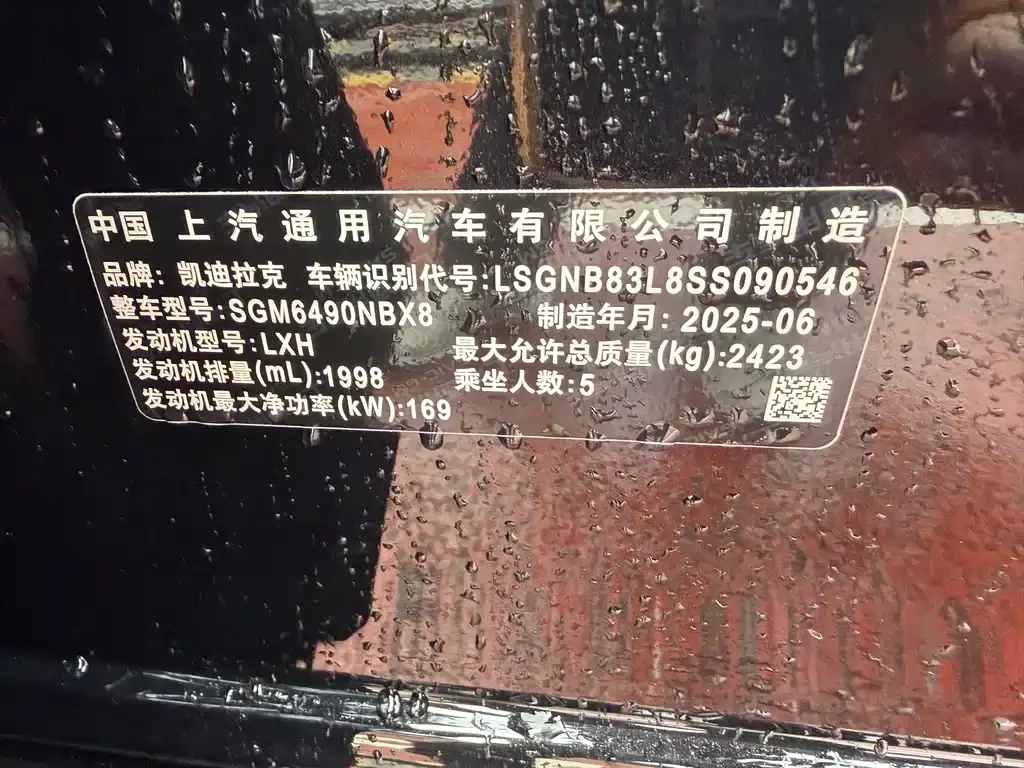 中国 上汽通用汽车有限公司制造
品牌: 凯迪拉克 车辆识别代号:LSGNB83L8SS090546
整车型号:SGM6490NBX8 制造年月: 2025-06
发动机型号:LXH 最大允许总质量(kg):2423
发动机排量(mL):1998 乘坐人数:5
发动机最大净功率(kW):169